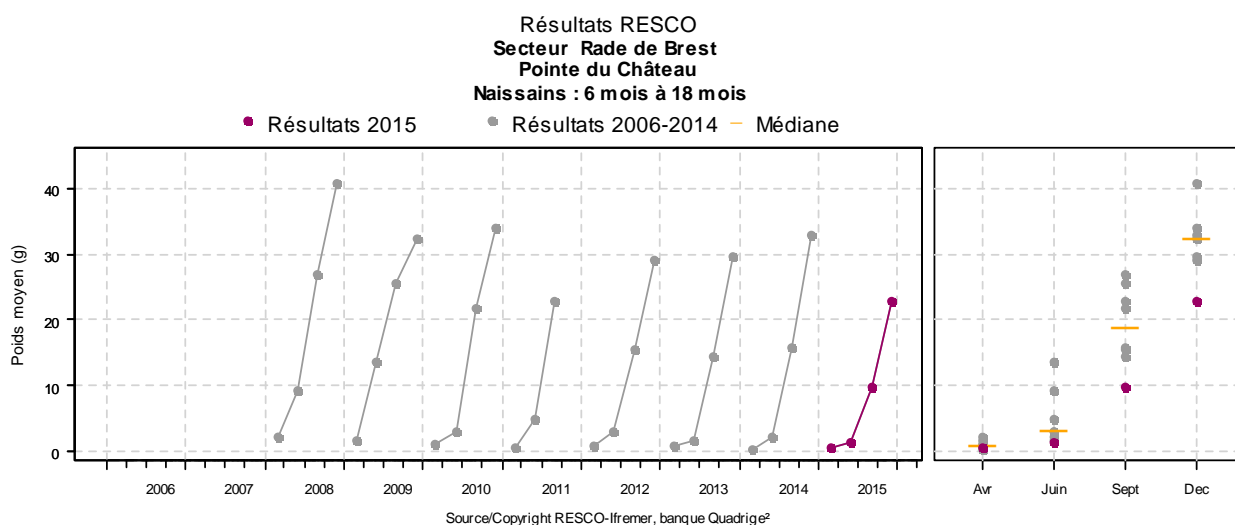 Résultats RESCO
Secteur Rade de Brest
Pointe du Château
Naissains : 6 mois à 18 mois
Résultats 2015 Résultats 2006-2014 Médiane
Poids moyen (g)
40
30
20
10
0
2006 2007 2008 2009 2010 2011 2012 2013 2014 2015
Avr Juin Sept Dec
Source/Copyright RESCO-Ifremer, banque Quadrige²